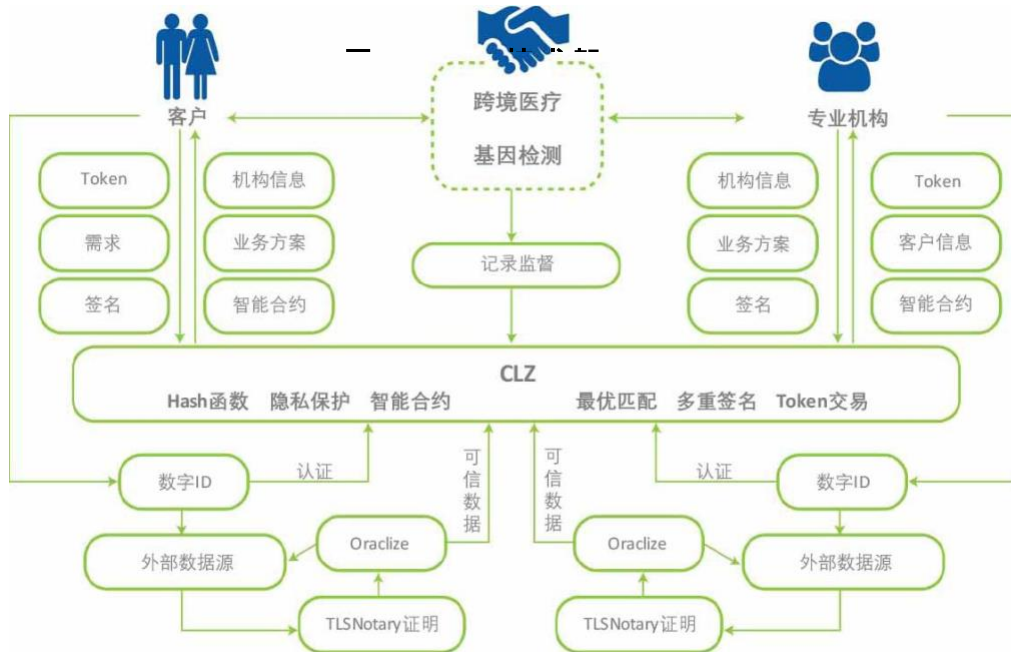 跨境医疗
基因检测
客户
专业机构
Token
机构信息
机构信息
Token
需求
业务方案
记录监督
业务方案
客户信息
签名
智能合约
签名
智能合约
CLZ
Hash函数 隐私保护 智能合约 最优匹配 多重签名 Token交易
数字ID
认证
可信数据
可信数据
认证
数字ID
外部数据源
Oraclize
Oraclize
外部数据源
TLSNotary证明
TLSNotary证明